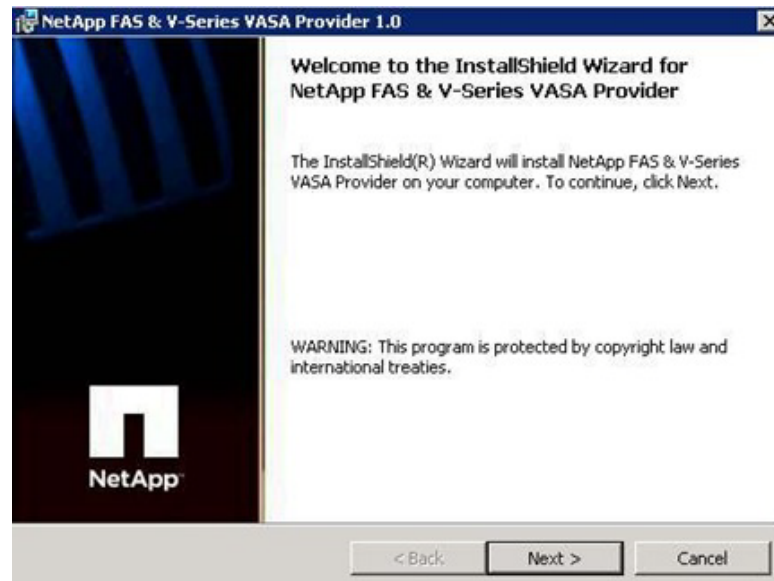 NetApp FAS & V-Series VASA Provider 1.0
Welcome to the InstallShield Wizard for
NetApp FAS & V-Series VASA Provider
The InstallShield(R) Wizard will install NetApp FAS & V-Series
VASA Provider on your computer. To continue, click Next.
WARNING: This program is protected by copyright law and
international treaties.
NetApp™
< Back
Next >
Cancel